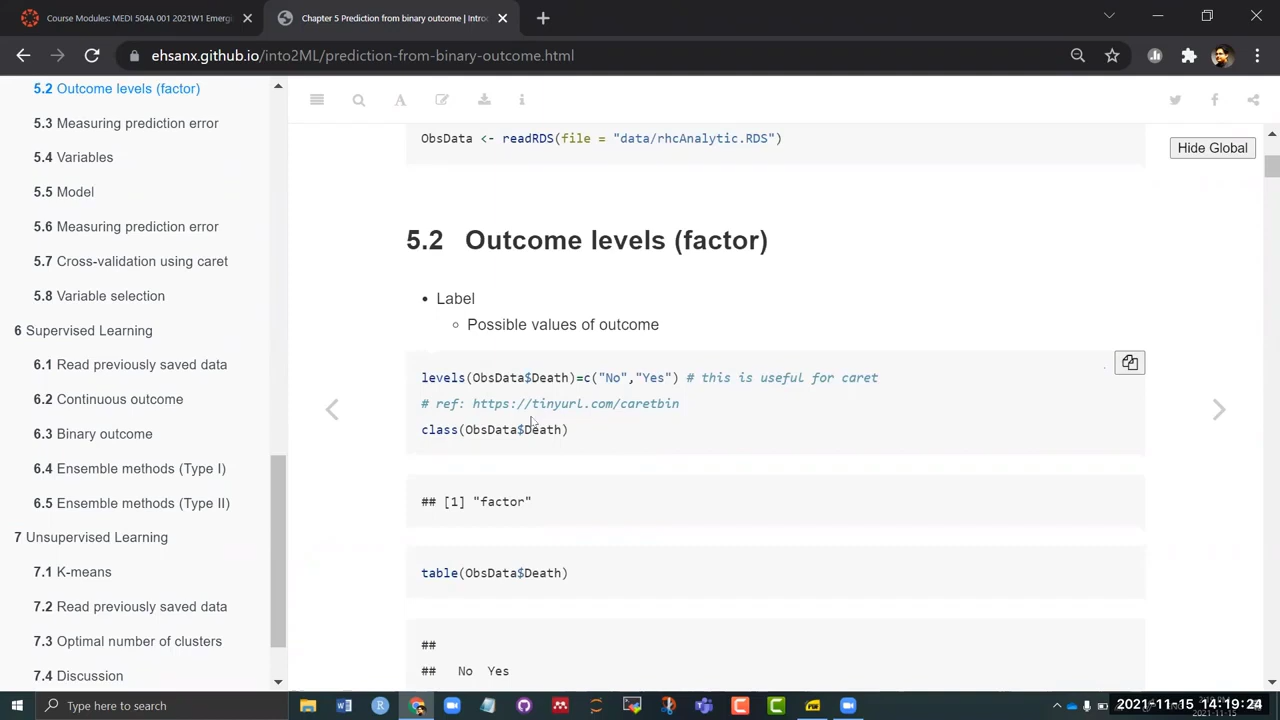 Course Modules: MEDI 504A 001 2021W1 Emergi
Chapter 5 Prediction from binary outcome | Intro
ehsanx.github.io/into2ML/prediction-from-binary-outcome.html
5.2 Outcome levels (factor)
5.3 Measuring prediction error
5.4 Variables
5.5 Model
5.6 Measuring prediction error
5.7 Cross-validation using caret
5.8 Variable selection
6 Supervised Learning
6.1 Read previously saved data
6.2 Continuous outcome
6.3 Binary outcome
6.4 Ensemble methods (Type I)
6.5 Ensemble methods (Type II)
7 Unsupervised Learning
7.1 K-means
7.2 Read previously saved data
7.3 Optimal number of clusters
7.4 Discussion
ObsData <- readRDS(file = "data/rhcAnalytic.RDS")
Hide Global
5.2 Outcome levels (factor)
Label
Possible values of outcome
levels(ObsData$Death)=c("No","Yes") # this is useful for caret
# ref: https://tinyurl.com/caretbin
class(ObsData$Death)
## [1] "factor"
table(ObsData$Death)
##
## No Yes
Type here to search
2021-11-15 14:19:24